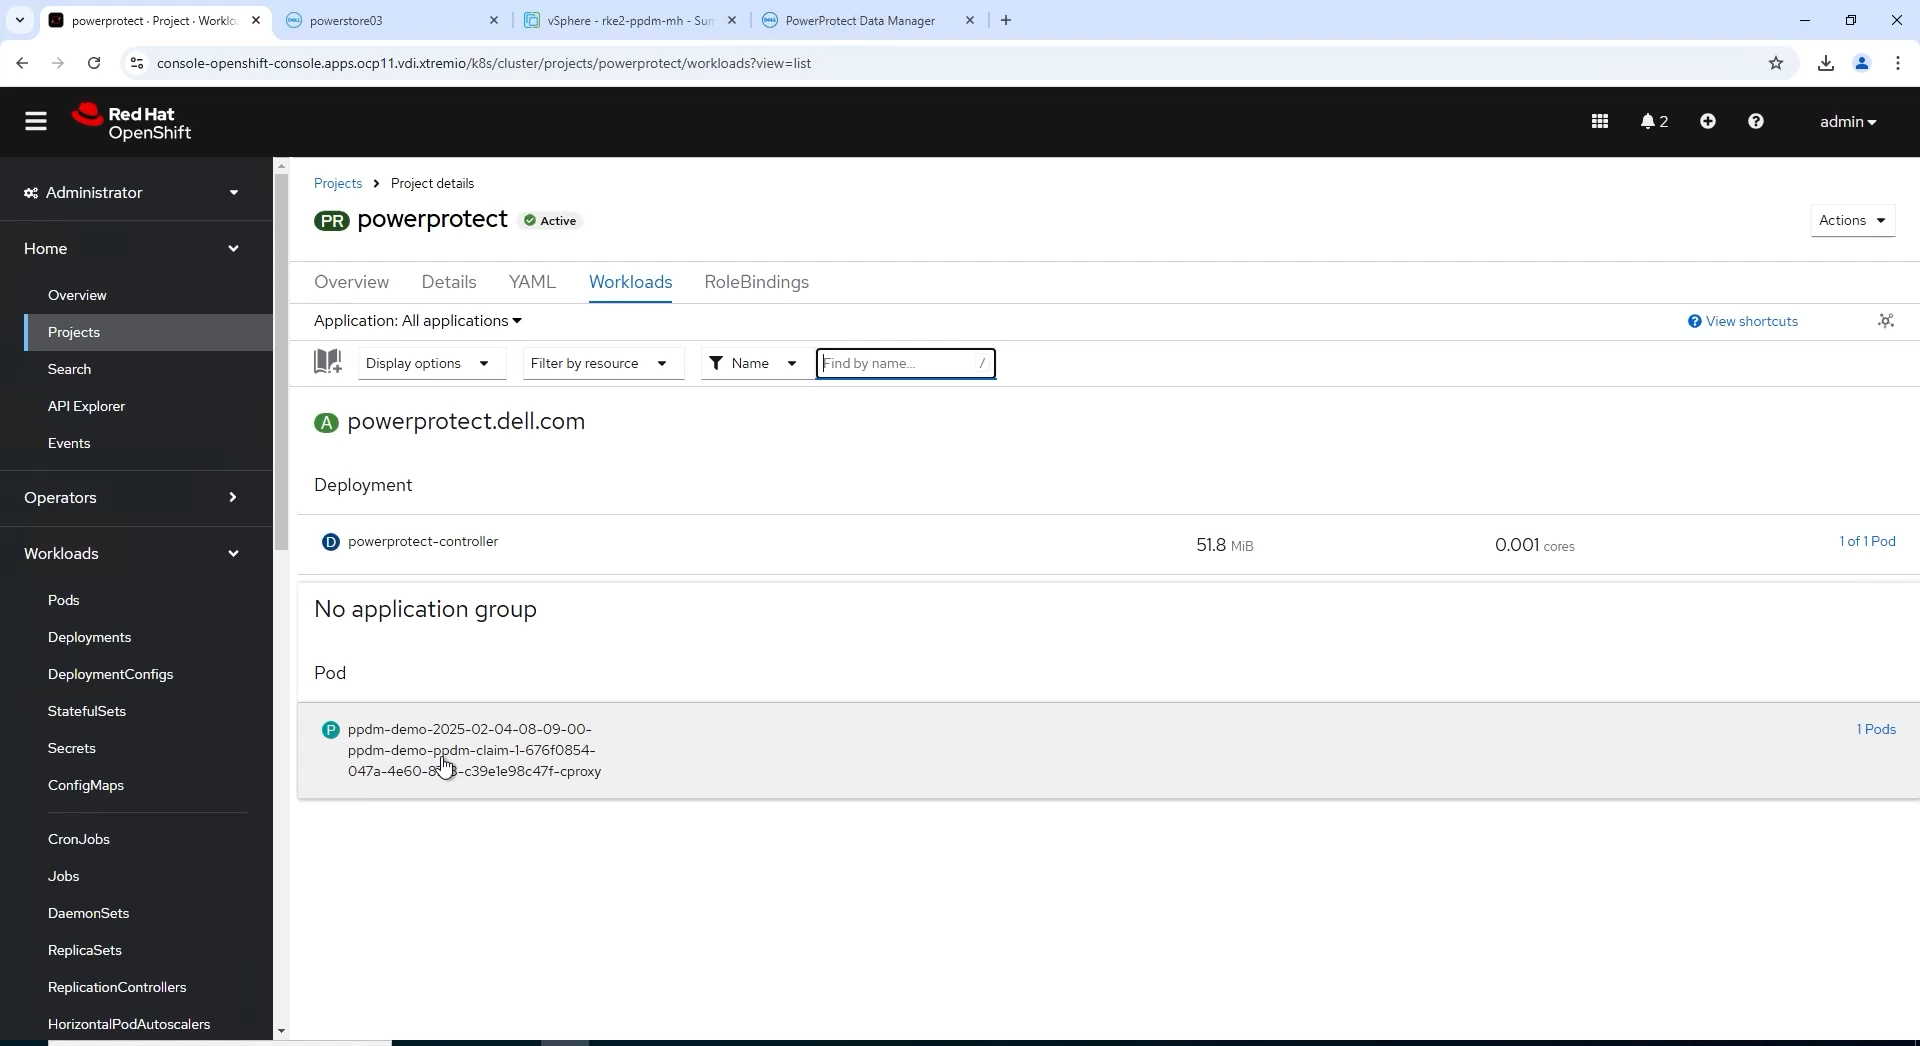 powerprotect · Project · Worklo
powerstore03
vSphere - rke2-ppdm-mh - Sum
PowerProtect Data Manager
console-openshift-console.apps.ocp11.vdi.xtremio/k8s/cluster/projects/powerprotect/workloads?view=list
Red Hat
OpenShift
2
admin
Administrator
Home
Overview
Projects
Search
API Explorer
Events
Operators
Workloads
Pods
Deployments
DeploymentConfigs
StatefulSets
Secrets
ConfigMaps
CronJobs
Jobs
DaemonSets
ReplicaSets
ReplicationControllers
HorizontalPodAutoscalers
Projects > Project details
PR powerprotect Active
Actions
Overview Details YAML Workloads RoleBindings
Application: All applications
View shortcuts
Display options Filter by resource Name Find by name... /
A powerprotect.dell.com
Deployment
D powerprotect-controller 51.8 MiB 0.001 cores 1 of 1 Pod
No application group
Pod
P ppdm-demo-2025-02-04-08-09-00- 1 Pods
ppdm-demo-ppdm-claim-1-676f0854-
-c39e1e98c47f-cproxy